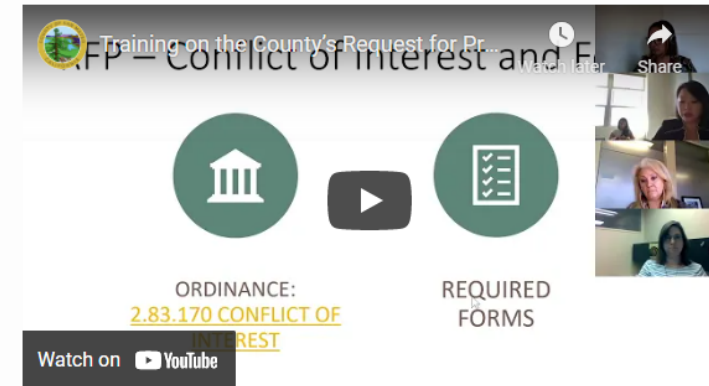 Training on the County's Request for Pr...
RFP – Conflict of Interest and F
Watch later
Share
ORDINANCE:
2.83.170 CONFLICT OF
INTEREST
REQUIRED
FORMS
Watch on YouTube